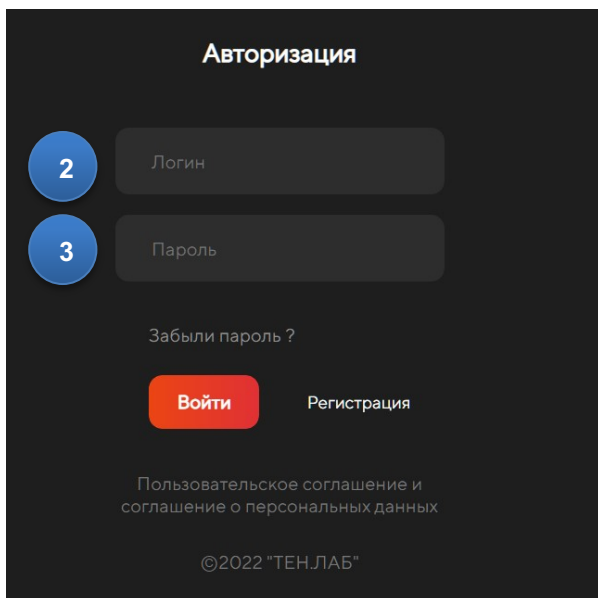 Авторизация
2
Логин
3
Пароль
Забыли пароль ?
Войти
Регистрация
Пользовательское соглашение и
соглашение о персональных данных
©2022 "ТЕН.ЛАБ"